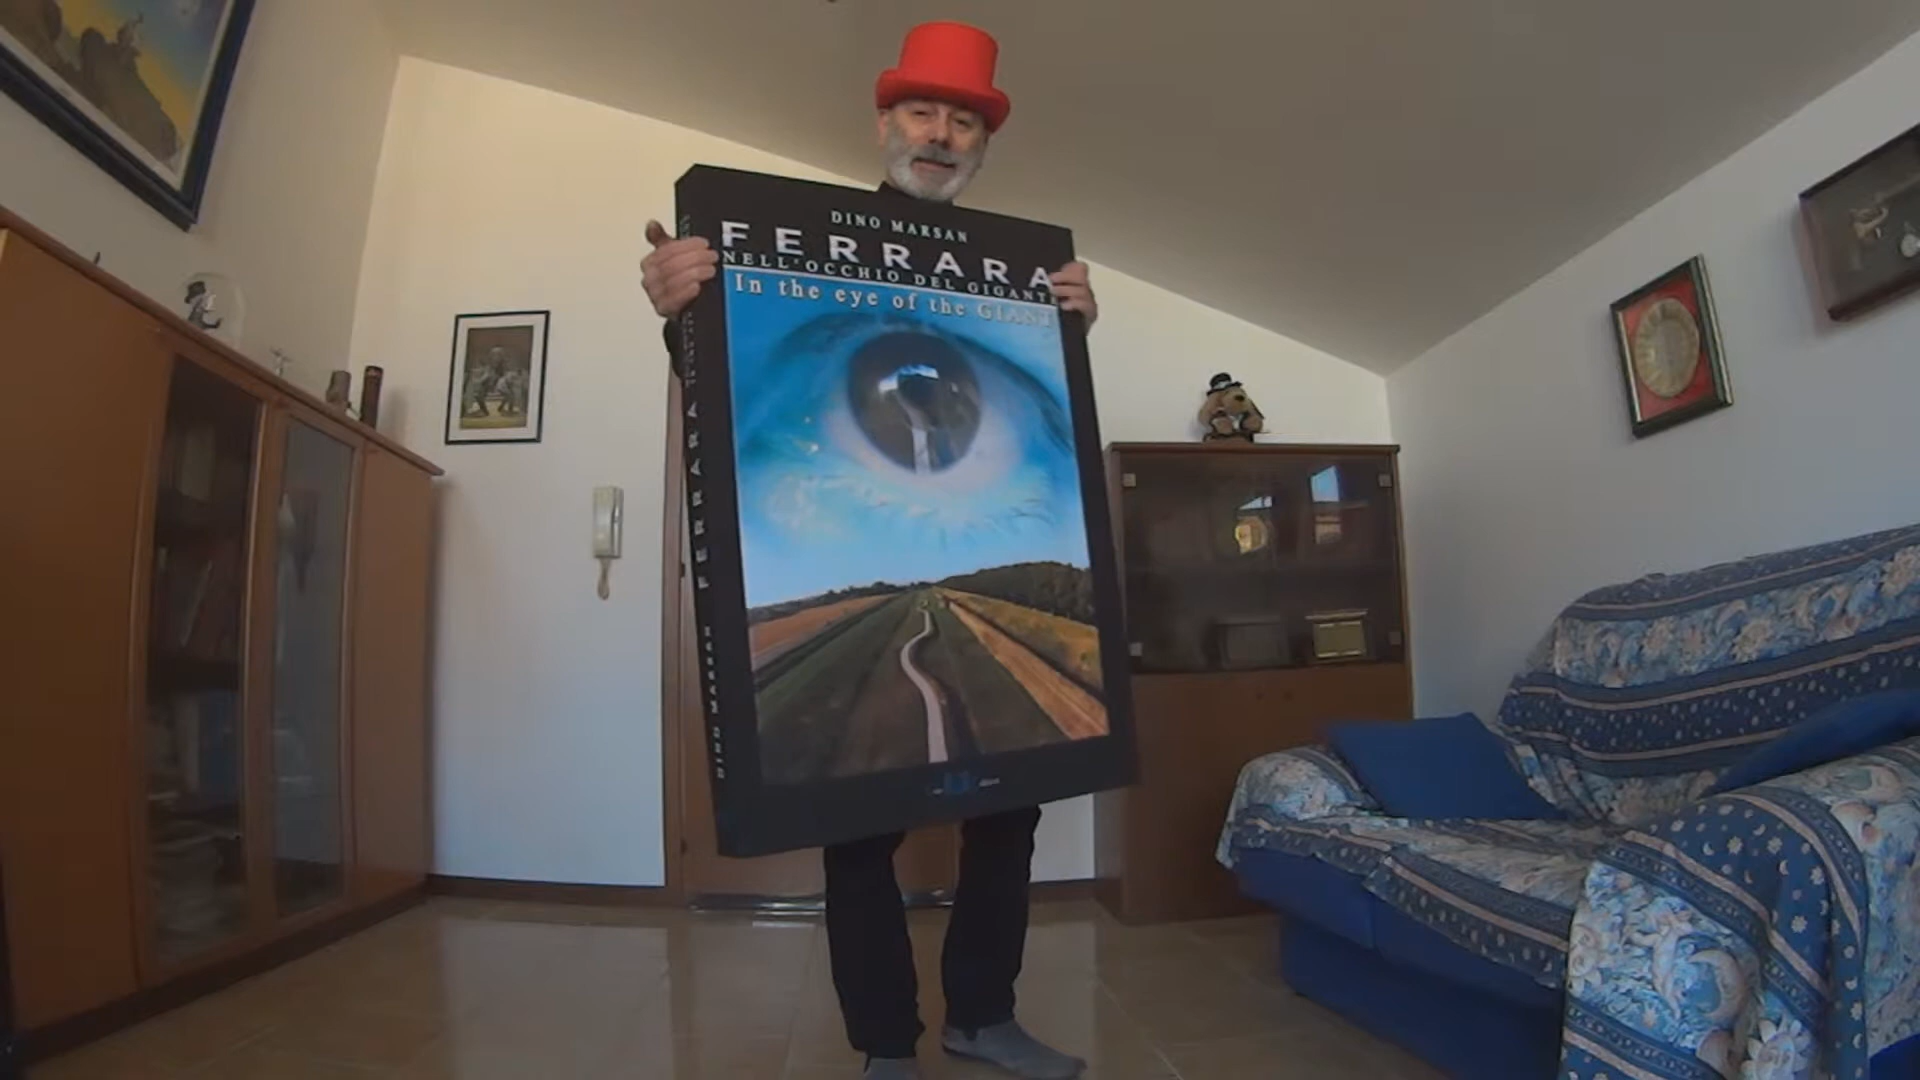 DINO MARSAN
FERRARA
NELL'OCCHIO DEL GIGANTE
In the eye of the GIANT
DINO MARSAN FERRARA